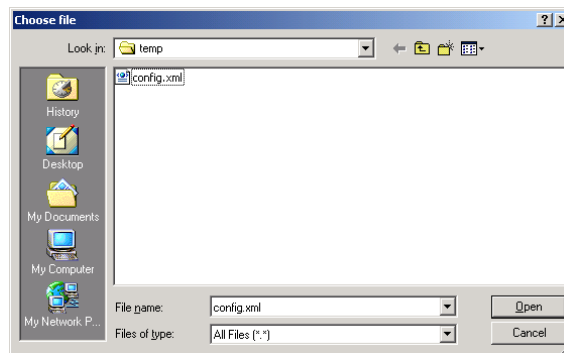 Choose file
Look in:
temp
config.xml
History
Desktop
My Documents
My Computer
My Network P...
File name:
config.xml
Open
Files of type:
All Files (*.*)
Cancel